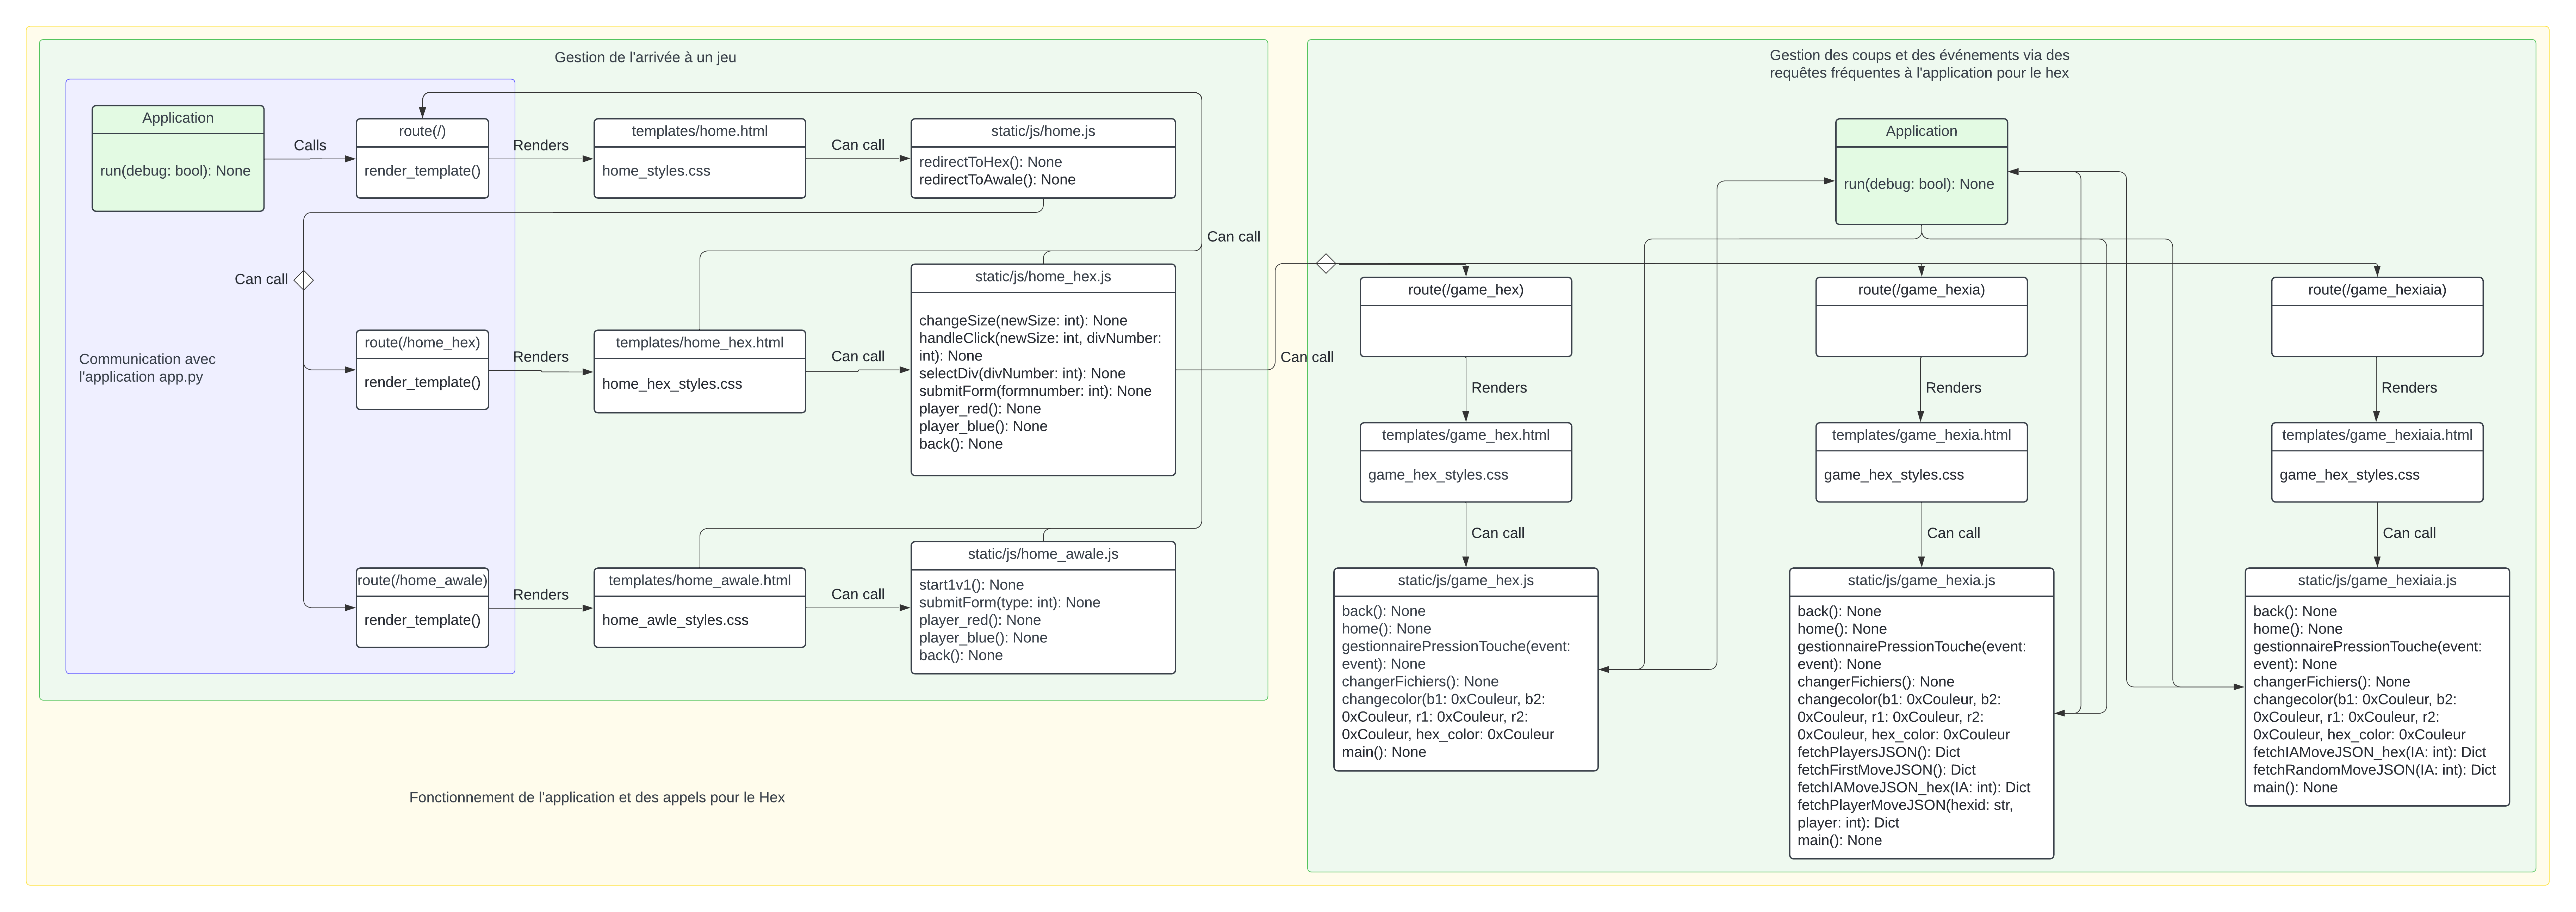 Gestion de l'arrivée à un jeu
Application
run(debug: bool): None
Calls
route(/)
render_template()
Renders
templates/home.html
home_styles.css
Can call
static/js/home.js
redirectToHex(): None
redirectToAwale(): None
Can call
Can call
Communication avec
l'application app.py
route(/home_hex)
render_template()
Renders
templates/home_hex.html
home_hex_styles.css
Can call
static/js/home_hex.js
changeSize(newSize: int): None
handleClick(newSize: int, divNumber:
int): None
selectDiv(divNumber: int): None
submitForm(formnumber: int): None
player_red(): None
player_blue(): None
back(): None
Can call
route(/home_awale)
render_template()
Renders
templates/home_awale.html
home_awle_styles.css
Can call
static/js/home_awale.js
start1v1(): None
submitForm(type: int): None
player_red(): None
player_blue(): None
back(): None
Fonctionnement de l'application et des appels pour le Hex
Gestion des coups et des événements via des
requêtes fréquentes à l'application pour le hex
Application
run(debug: bool): None
route(/game_hex)
Renders
templates/game_hex.html
game_hex_styles.css
Can call
static/js/game_hex.js
back(): None
home(): None
gestionnairePressionTouche(event:
event): None
changerFichiers(): None
changecolor(b1: 0xCouleur, b2:
0xCouleur, r1: 0xCouleur, r2:
0xCouleur, hex_color: 0xCouleur
main(): None
route(/game_hexia)
Renders
templates/game_hexia.html
game_hex_styles.css
Can call
static/js/game_hexia.js
back(): None
home(): None
gestionnairePressionTouche(event:
event): None
changerFichiers(): None
changecolor(b1: 0xCouleur, b2:
0xCouleur, r1: 0xCouleur, r2:
0xCouleur, hex_color: 0xCouleur
fetchPlayersJSON(): Dict
fetchFirstMoveJSON(): Dict
fetchIAMoveJSON_hex(IA: int): Dict
fetchPlayerMoveJSON(hexid: str,
player: int): Dict
main(): None
route(/game_hexiaia)
Renders
templates/game_hexiaia.html
game_hex_styles.css
Can call
static/js/game_hexiaia.js
back(): None
home(): None
gestionnairePressionTouche(event:
event): None
changerFichiers(): None
changecolor(b1: 0xCouleur, b2:
0xCouleur, r1: 0xCouleur, r2:
0xCouleur, hex_color: 0xCouleur
fetchIAMoveJSON_hex(IA: int): Dict
fetchRandomMoveJSON(IA: int): Dict
main(): None